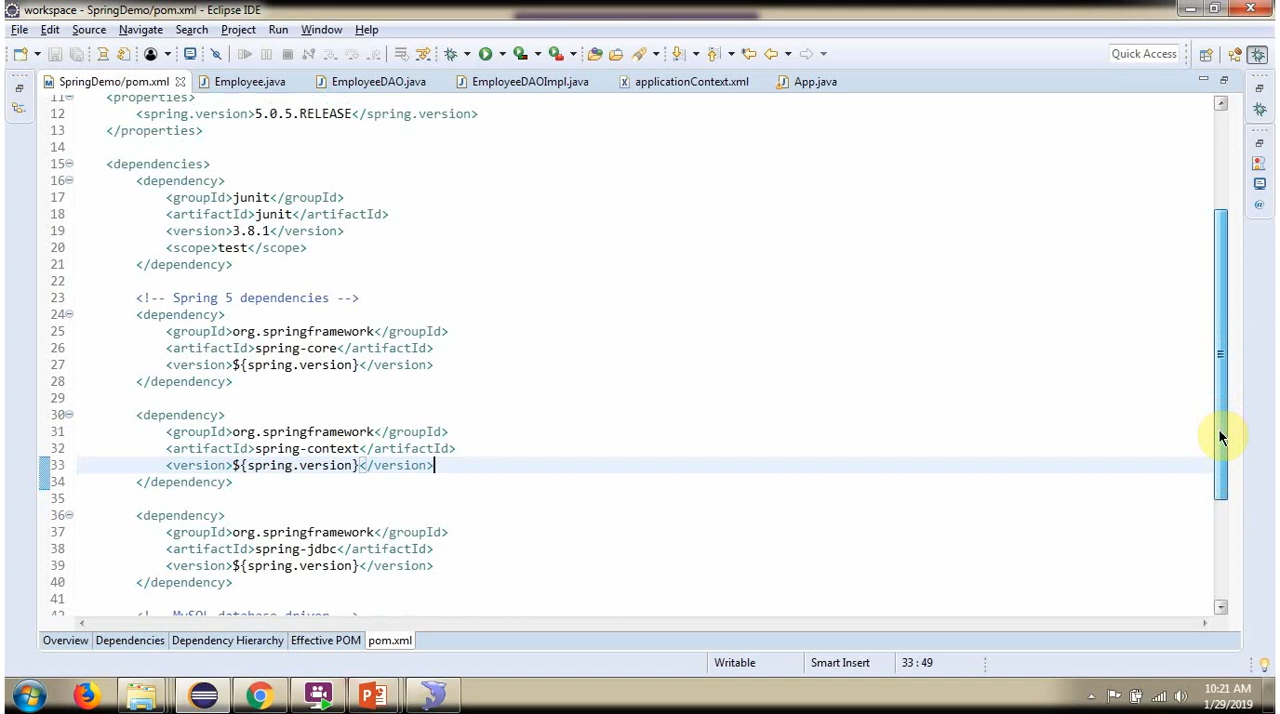 workspace - SpringDemo/pom.xml - Eclipse IDE
File Edit Source Navigate Search Project Run Window Help
Quick Access
SpringDemo/pom.xml Employee.java EmployeeDAO.java EmployeeDAOImpl.java applicationContext.xml App.java
11 <properties>
12 <spring.version>5.0.5.RELEASE</spring.version>
13 </properties>
14
15 <dependencies>
16 <dependency>
17 <groupId>junit</groupId>
18 <artifactId>junit</artifactId>
19 <version>3.8.1</version>
20 <scope>test</scope>
21 </dependency>
22
23 <!-- Spring 5 dependencies -->
24 <dependency>
25 <groupId>org.springframework</groupId>
26 <artifactId>spring-core</artifactId>
27 <version>${spring.version}</version>
28 </dependency>
29
30 <dependency>
31 <groupId>org.springframework</groupId>
32 <artifactId>spring-context</artifactId>
33 <version>${spring.version}</version>
34 </dependency>
35
36 <dependency>
37 <groupId>org.springframework</groupId>
38 <artifactId>spring-jdbc</artifactId>
39 <version>${spring.version}</version>
40 </dependency>
41
42 <!-- MySQL database driver -->
Overview Dependencies Dependency Hierarchy Effective POM pom.xml
Writable Smart Insert 33 : 49
10:21 AM
1/29/2019